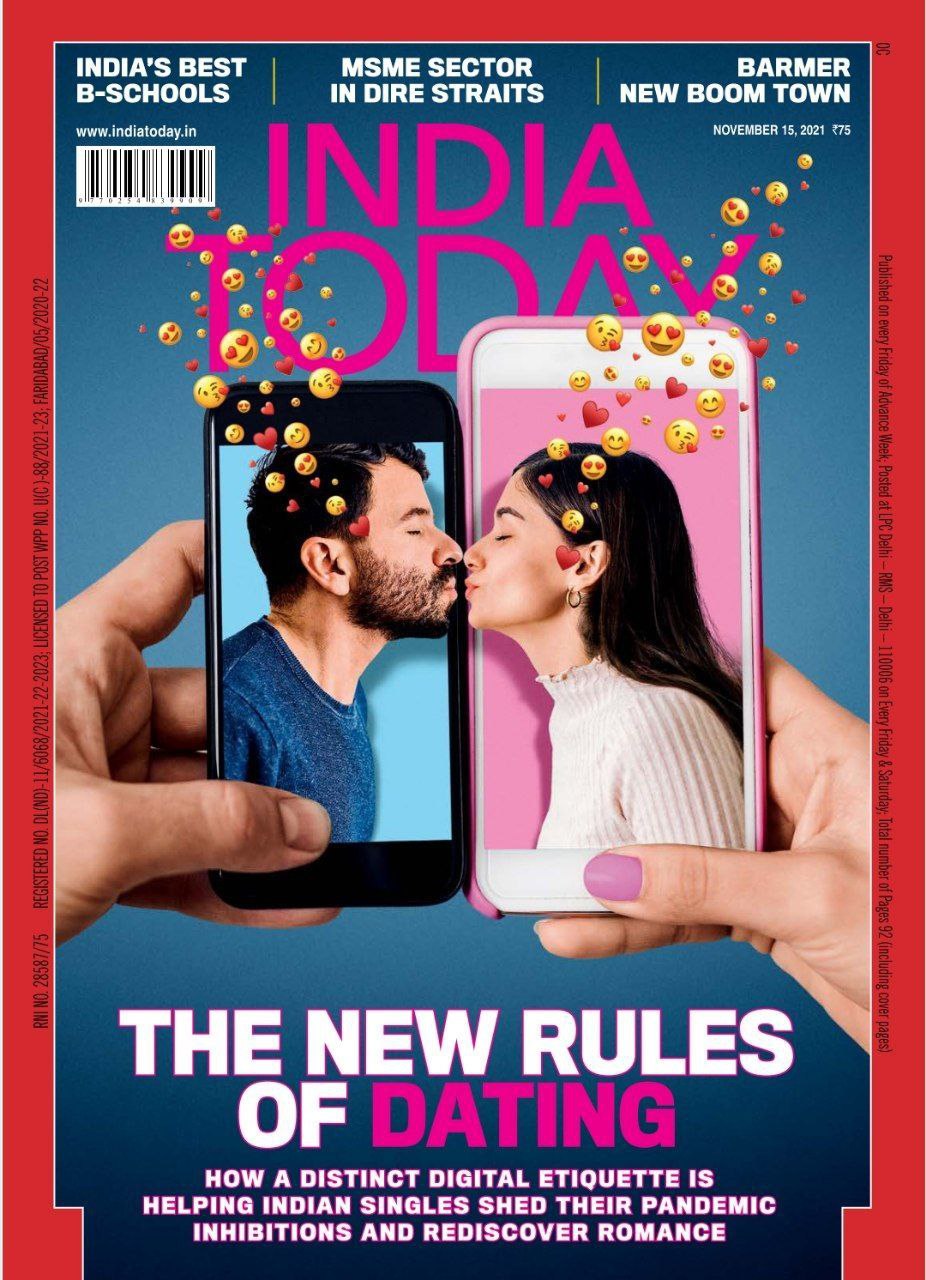 INDIA'S BEST
B-SCHOOLS
MSME SECTOR
IN DIRE STRAITS
BARMER
NEW BOOM TOWN
www.indiatoday.in
NOVEMBER 15, 2021 ₹75
9 770254 839909
INDIA
TODAY
THE NEW RULES
OF DATING
HOW A DISTINCT DIGITAL ETIQUETTE IS
HELPING INDIAN SINGLES SHED THEIR PANDEMIC
INHIBITIONS AND REDISCOVER ROMANCE
RNI NO. 28587/75 REGISTERED NO. DL(ND)-11/6068/2021-22-2023; LICENSED TO POST WPP NO. U(C)-88/2021-23; FARIDABAD/05/2020-22
OC
Published on every Friday of Advance Week; Posted at LPC Delhi – RMS – Delhi – 110006 on Every Friday & Saturday; Total number of Pages 92 (including cover pages)